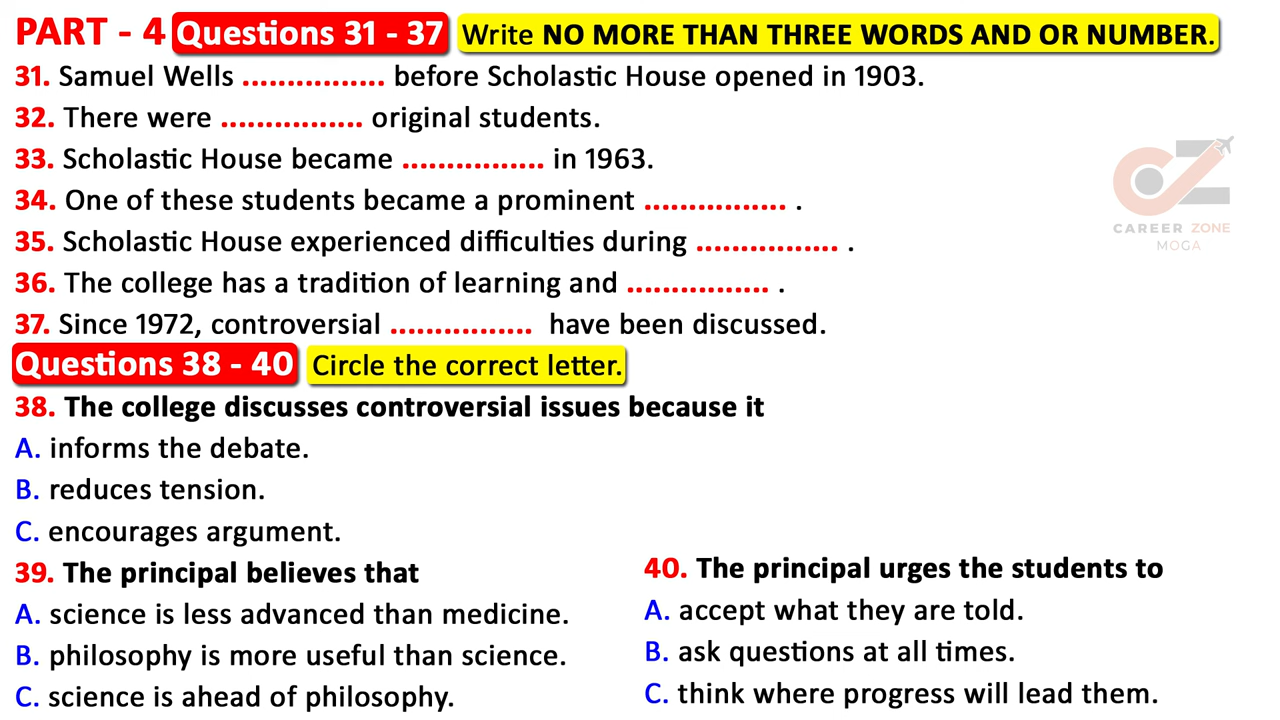 PART - 4 Questions 31 - 37 Write NO MORE THAN THREE WORDS AND OR NUMBER.
31. Samuel Wells ................ before Scholastic House opened in 1903.
32. There were ................ original students.
33. Scholastic House became ................ in 1963.
34. One of these students became a prominent ................ .
35. Scholastic House experienced difficulties during ................ .
36. The college has a tradition of learning and ................ .
37. Since 1972, controversial ................ have been discussed.
CAREER ZONE
MOGA
Questions 38 - 40 Circle the correct letter.
38. The college discusses controversial issues because it
A. informs the debate.
B. reduces tension.
C. encourages argument.
39. The principal believes that
A. science is less advanced than medicine.
B. philosophy is more useful than science.
C. science is ahead of philosophy.
40. The principal urges the students to
A. accept what they are told.
B. ask questions at all times.
C. think where progress will lead them.